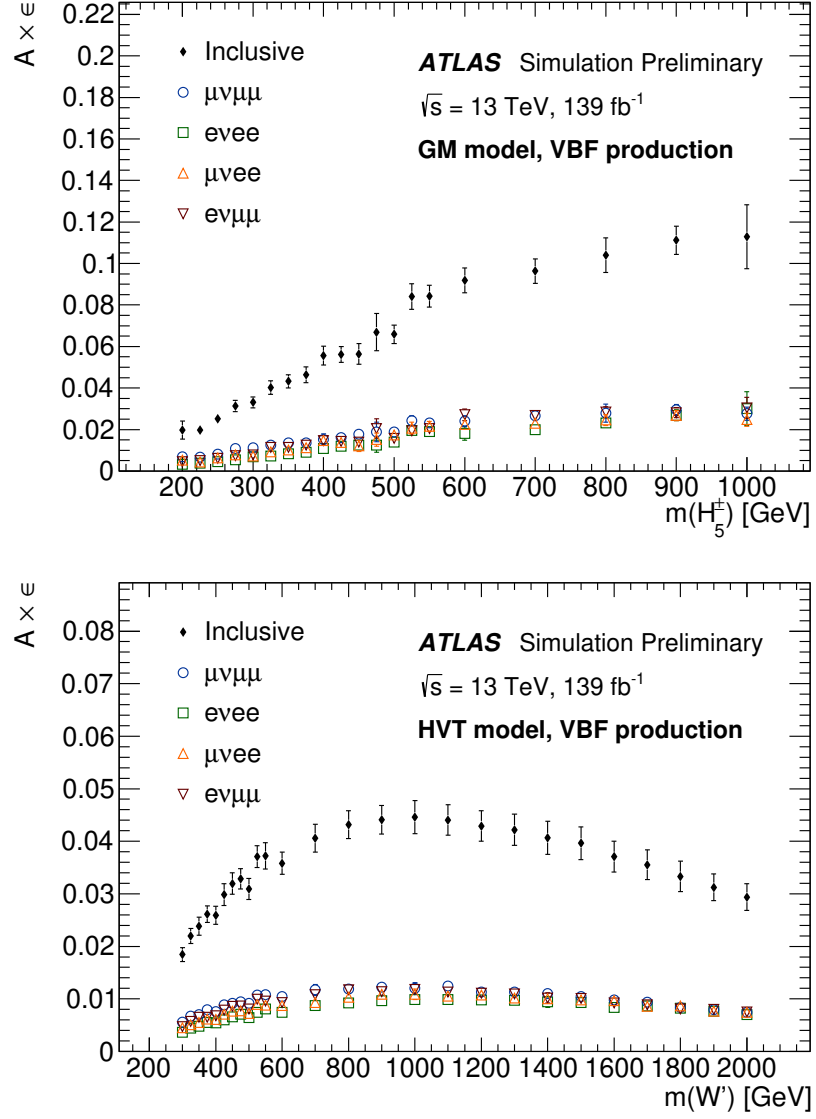 A × ϵ
0.22
0.2
0.18
0.16
0.14
0.12
0.1
0.08
0.06
0.04
0.02
0
Inclusive
μνμμ
eνee
μνee
eνμμ
ATLAS Simulation Preliminary
√s = 13 TeV, 139 fb⁻¹
GM model, VBF production
200 300 400 500 600 700 800 900 1000
m(H₅±) [GeV]
A × ϵ
0.08
0.07
0.06
0.05
0.04
0.03
0.02
0.01
0
Inclusive
μνμμ
eνee
μνee
eνμμ
ATLAS Simulation Preliminary
√s = 13 TeV, 139 fb⁻¹
HVT model, VBF production
200 400 600 800 1000 1200 1400 1600 1800 2000
m(W') [GeV]